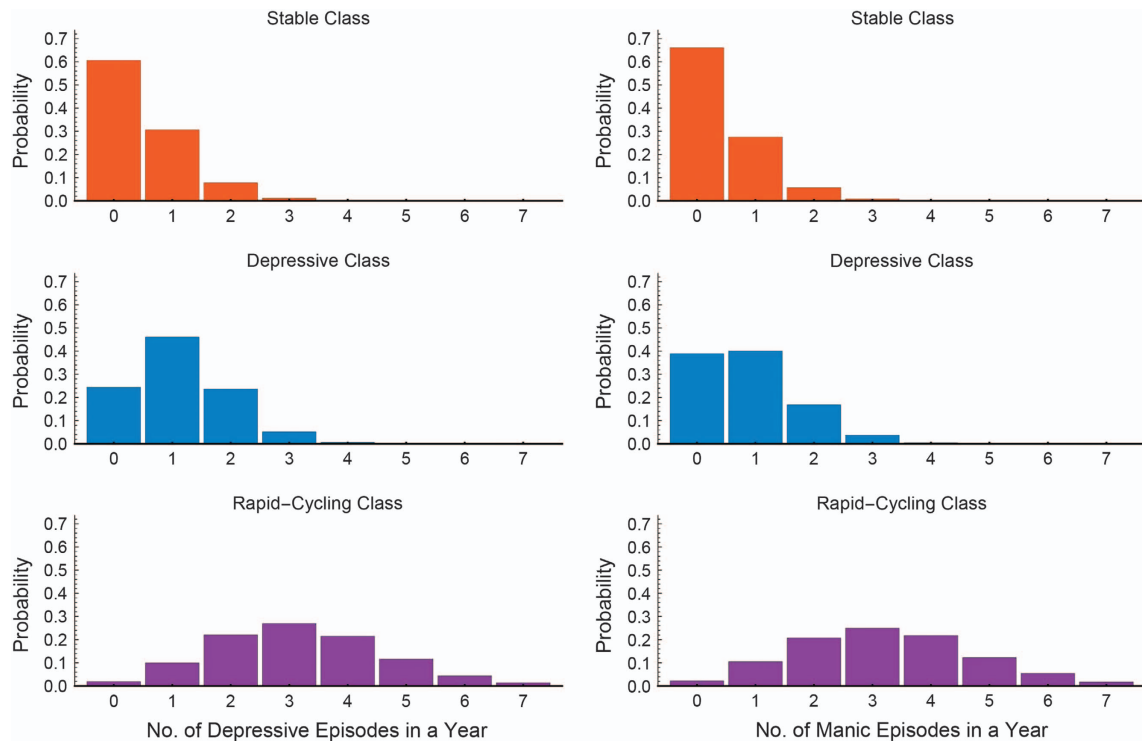 Stable Class
Probability
0.7
0.6
0.5
0.4
0.3
0.2
0.1
0.0
0 1 2 3 4 5 6 7
Stable Class
Probability
0.7
0.6
0.5
0.4
0.3
0.2
0.1
0.0
0 1 2 3 4 5 6 7
Depressive Class
Probability
0.7
0.6
0.5
0.4
0.3
0.2
0.1
0.0
0 1 2 3 4 5 6 7
Depressive Class
Probability
0.7
0.6
0.5
0.4
0.3
0.2
0.1
0.0
0 1 2 3 4 5 6 7
Rapid–Cycling Class
Probability
0.7
0.6
0.5
0.4
0.3
0.2
0.1
0.0
0 1 2 3 4 5 6 7
No. of Depressive Episodes in a Year
Rapid–Cycling Class
Probability
0.7
0.6
0.5
0.4
0.3
0.2
0.1
0.0
0 1 2 3 4 5 6 7
No. of Manic Episodes in a Year